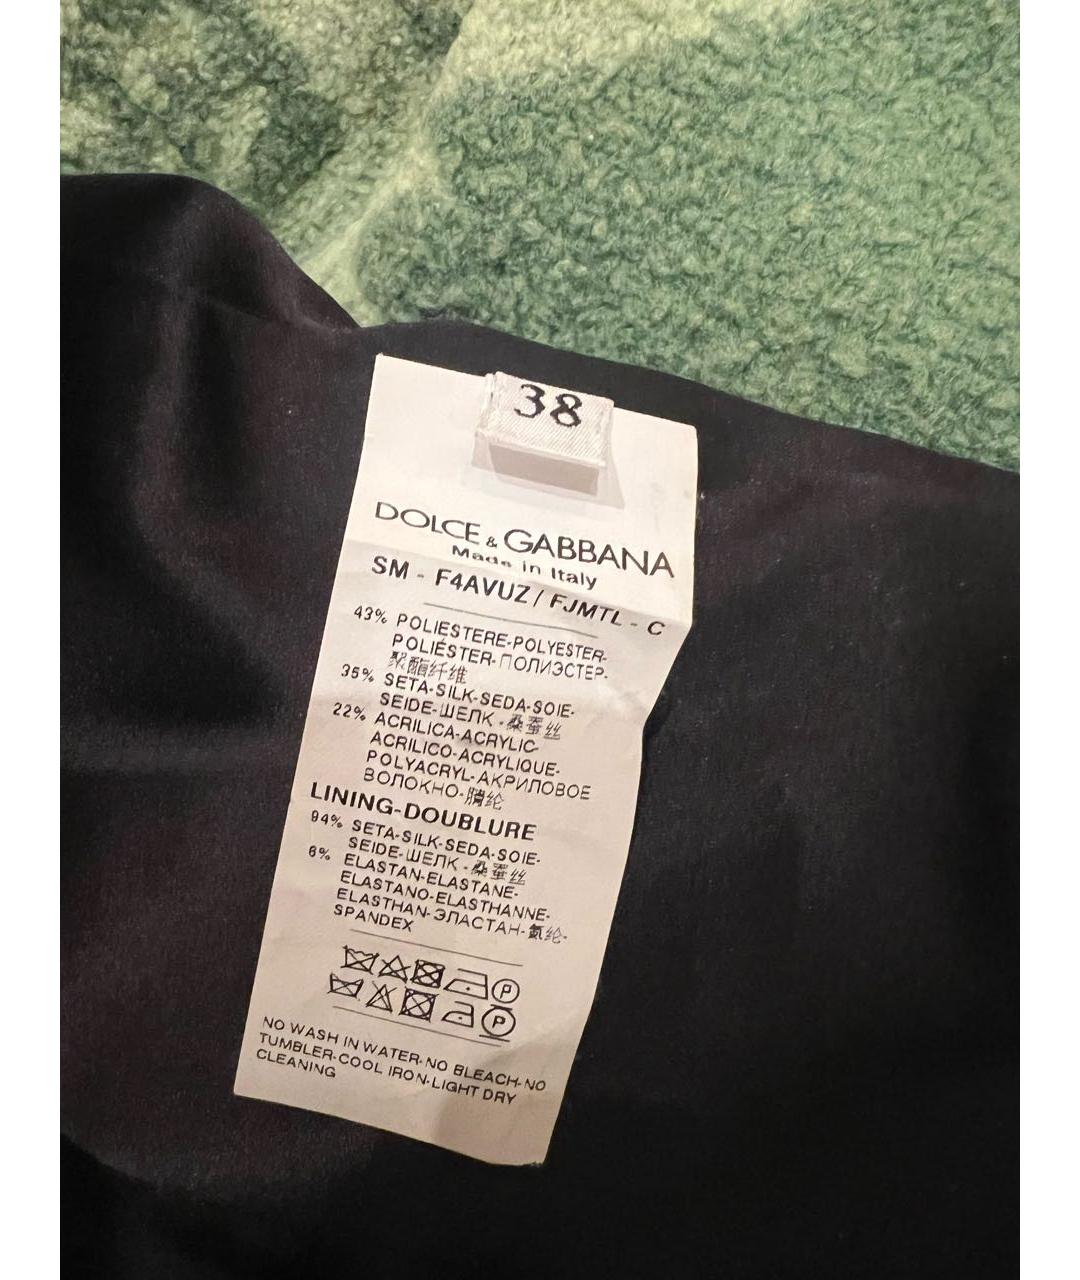 38
DOLCE & GABBANA
Made in Italy
SM - F4AVUZ / FJMTL - C
43% POLIESTERE-POLYESTER-
POLIÉSTER-ПОЛИЭСТЕР-
聚酯纤维
35% SETA-SILK-SEDA-SOIE-
SEIDE-ШЕЛК-桑蚕丝
22% ACRILICA-ACRYLIC-
ACRILICO-ACRYLIQUE-
POLYACRYL-АКРИЛОВОЕ
ВОЛОКНО-腈纶
LINING-DOUBLURE
94% SETA-SILK-SEDA-SOIE-
SEIDE-ШЕЛК-桑蚕丝
6% ELASTAN-ELASTANE-
ELASTANO-ELASTHANNE-
ELASTHAN-ЭЛАСТАН-氨纶-
SPANDEX
P
P
NO WASH IN WATER-NO BLEACH-NO
TUMBLER-COOL IRON-LIGHT DRY
CLEANING